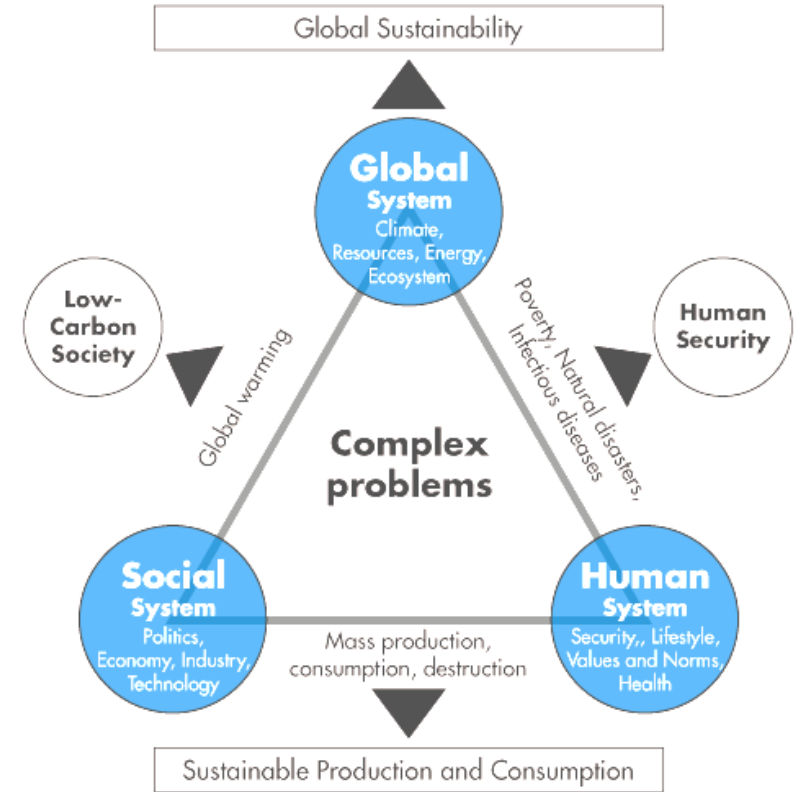 Global Sustainability
Global
System
Climate,
Resources, Energy,
Ecosystem
Low-
Carbon
Society
Human
Security
Global warming
Poverty, Natural disasters,
Infectious diseases
Complex
problems
Social
System
Politics,
Economy, Industry,
Technology
Human
System
Security,, Lifestyle,
Values and Norms,
Health
Mass production,
consumption, destruction
Sustainable Production and Consumption